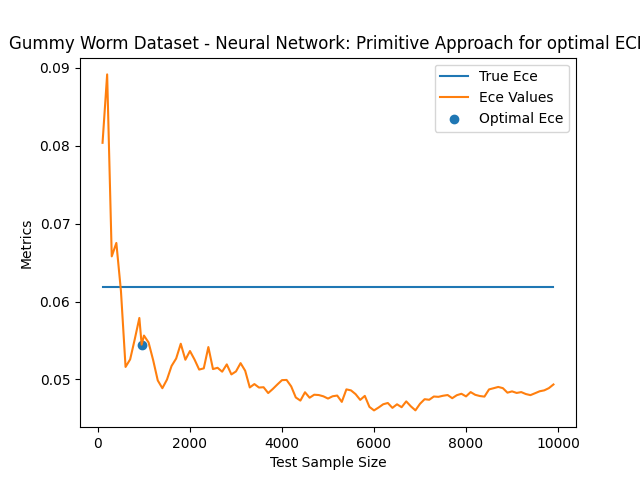 Gummy Worm Dataset - Neural Network: Primitive Approach for optimal ECE
True Ece
Ece Values
Optimal Ece
0.09
0.08
0.07
0.06
0.05
Metrics
0
2000
4000
6000
8000
10000
Test Sample Size